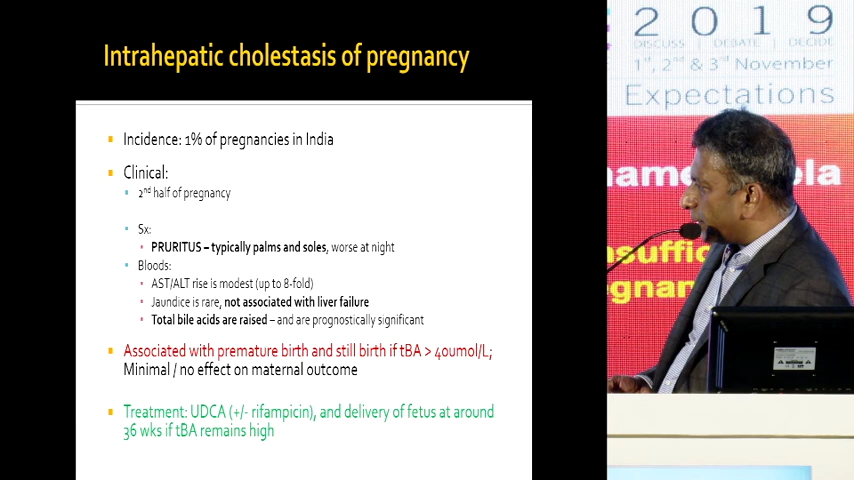 Intrahepatic cholestasis of pregnancy
Incidence: 1% of pregnancies in India
Clinical:
2nd half of pregnancy
Sx:
PRURITUS – typically palms and soles, worse at night
Bloods:
AST/ALT rise is modest (up to 8-fold)
Jaundice is rare, not associated with liver failure
Total bile acids are raised – and are prognostically significant
Associated with premature birth and still birth if tBA > 40umol/L;
Minimal / no effect on maternal outcome
Treatment: UDCA (+/- rifampicin), and delivery of fetus at around
36 wks if tBA remains high
2019
DISCUSS | DEBATE | DECIDE
1st, 2nd & 3rd November
Expectations